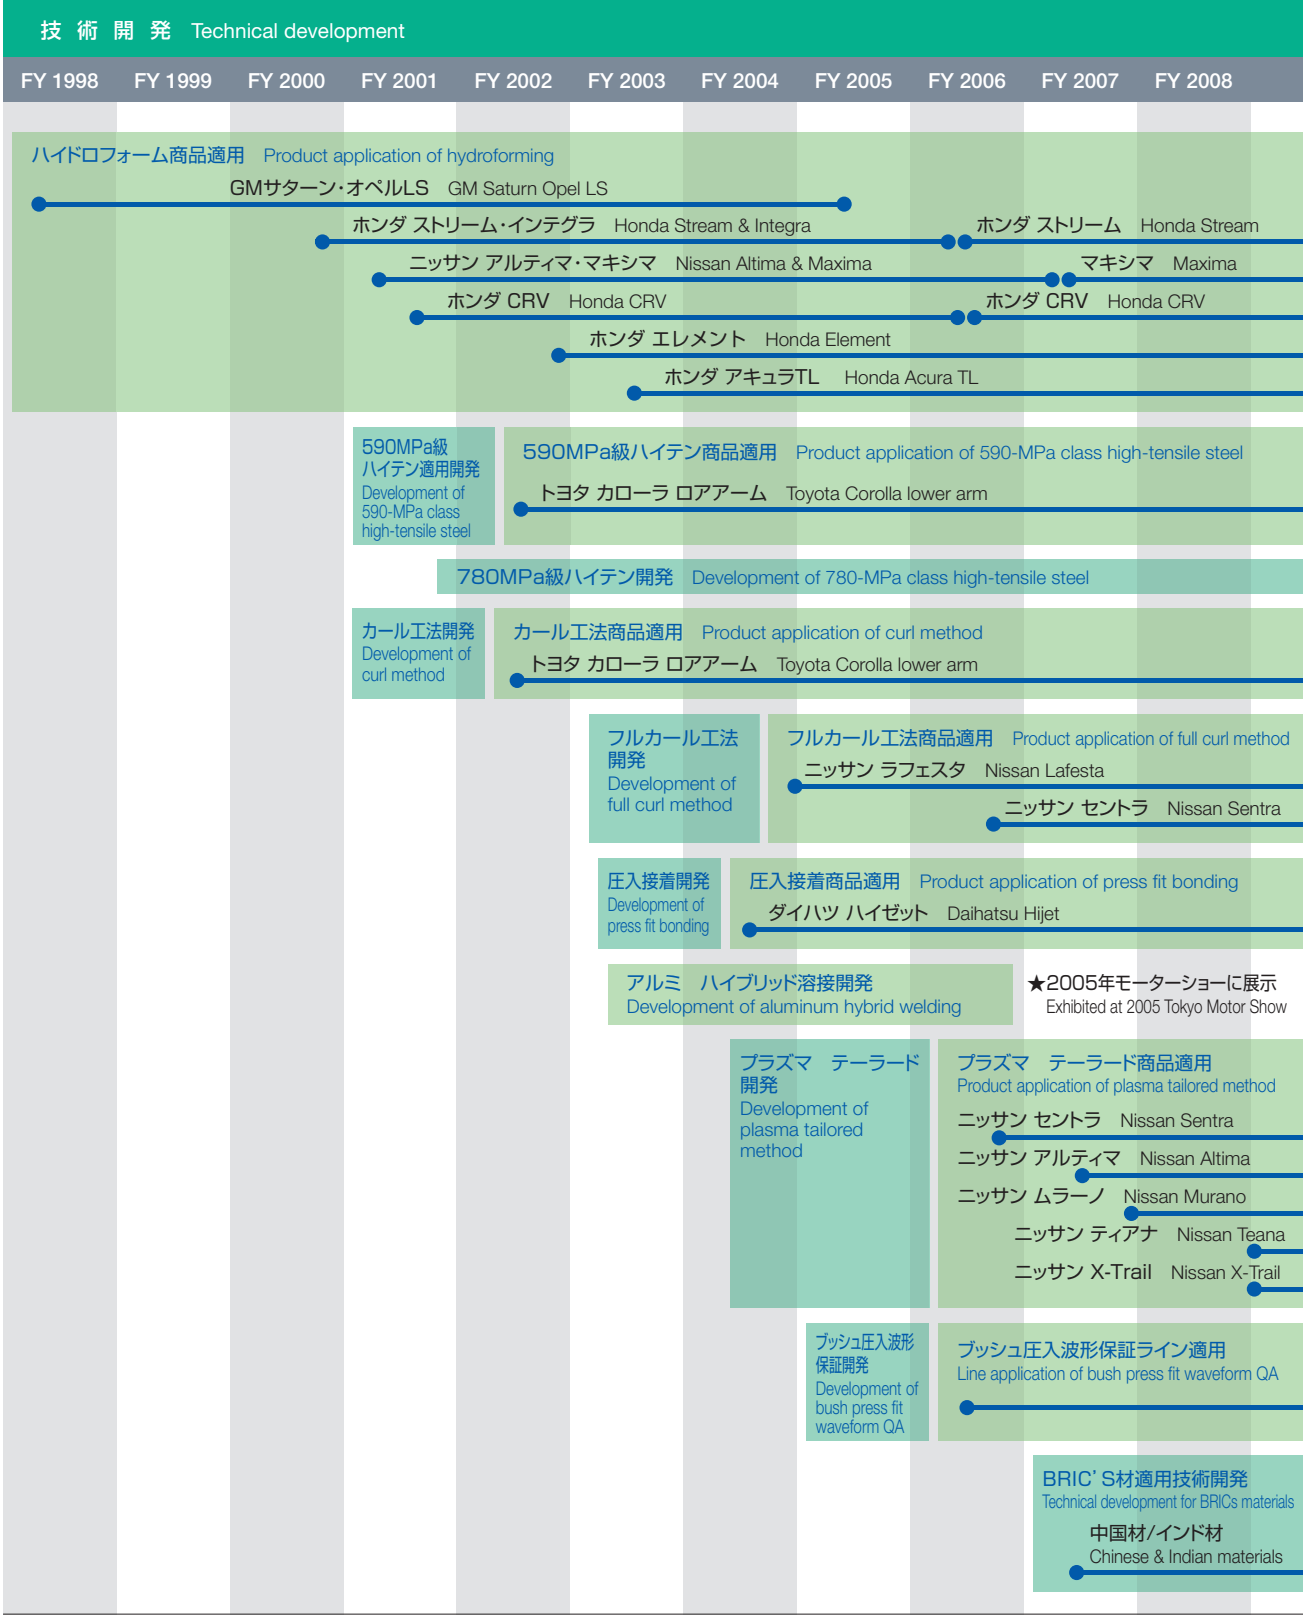 技術開発 Technical development
FY 1998 FY 1999 FY 2000 FY 2001 FY 2002 FY 2003 FY 2004 FY 2005 FY 2006 FY 2007 FY 2008
ハイドロフォーム商品適用 Product application of hydroforming
GMサターン・オペルLS GM Saturn Opel LS
ホンダ ストリーム・インテグラ Honda Stream & Integra ホンダ ストリーム Honda Stream
ニッサン アルティマ・マキシマ Nissan Altima & Maxima マキシマ Maxima
ホンダ CRV Honda CRV ホンダ CRV Honda CRV
ホンダ エレメント Honda Element
ホンダ アキュラTL Honda Acura TL
590MPa級
ハイテン適用開発
Development of
590-MPa class
high-tensile steel
590MPa級ハイテン商品適用 Product application of 590-MPa class high-tensile steel
トヨタ カローラ ロアアーム Toyota Corolla lower arm
780MPa級ハイテン開発 Development of 780-MPa class high-tensile steel
カール工法開発
Development of
curl method
カール工法商品適用 Product application of curl method
トヨタ カローラ ロアアーム Toyota Corolla lower arm
フルカール工法
開発
Development of
full curl method
フルカール工法商品適用 Product application of full curl method
ニッサン ラフェスタ Nissan Lafesta
ニッサン セントラ Nissan Sentra
圧入接着開発
Development of
press fit bonding
圧入接着商品適用 Product application of press fit bonding
ダイハツ ハイゼット Daihatsu Hijet
アルミ ハイブリッド溶接開発
Development of aluminum hybrid welding
★2005年モーターショーに展示
Exhibited at 2005 Tokyo Motor Show
プラズマ テーラード
開発
Development of
plasma tailored
method
プラズマ テーラード商品適用
Product application of plasma tailored method
ニッサン セントラ Nissan Sentra
ニッサン アルティマ Nissan Altima
ニッサン ムラーノ Nissan Murano
ニッサン ティアナ Nissan Teana
ニッサン X-Trail Nissan X-Trail
ブッシュ圧入波形
保証開発
Development of
bush press fit
waveform QA
ブッシュ圧入波形保証ライン適用
Line application of bush press fit waveform QA
BRIC'S材適用技術開発
Technical development for BRICs materials
中国材/インド材
Chinese & Indian materials